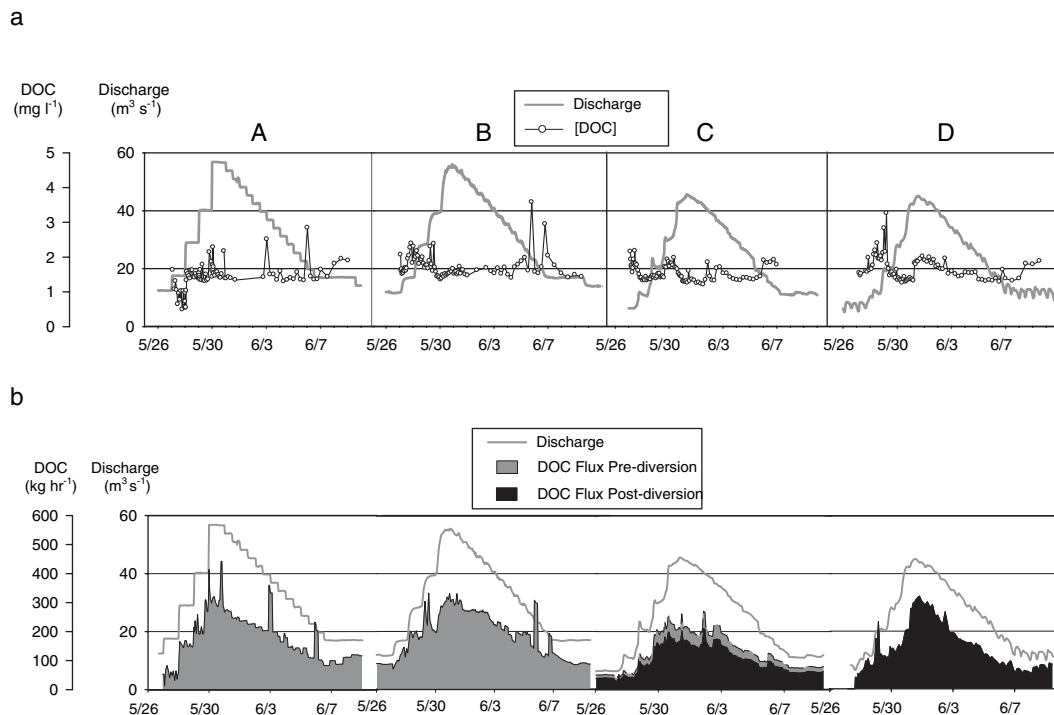 a
DOC
(mg l⁻¹)
Discharge
(m³ s⁻¹)
Discharge
[DOC]
A B C D
5 60
4 40
3
2 20
1
0 0
5/26 5/30 6/3 6/7 5/26 5/30 6/3 6/7 5/26 5/30 6/3 6/7 5/26 5/30 6/3 6/7
b
Discharge
DOC Flux Pre-diversion
DOC Flux Post-diversion
DOC
(kg hr⁻¹)
Discharge
(m³ s⁻¹)
600 60
500
400 40
300
200 20
100
0 0
5/26 5/30 6/3 6/7 5/26 5/30 6/3 6/7 5/26 5/30 6/3 6/7 5/26 5/30 6/3 6/7